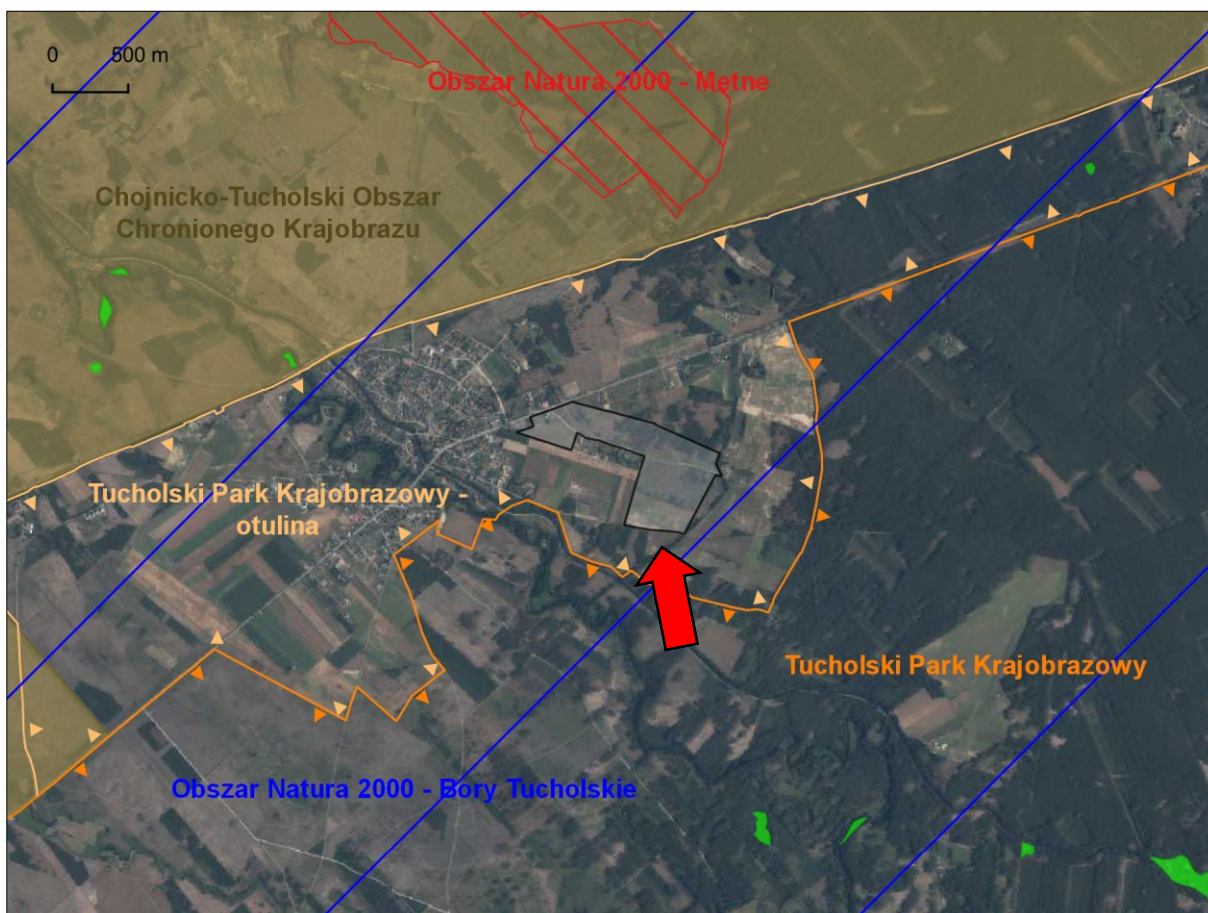 0 500 m
Obszar Natura 2000 - Mętne
Chojnicko-Tucholski Obszar
Chronionego Krajobrazu
Tucholski Park Krajobrazowy -
otulina
Tucholski Park Krajobrazowy
Obszar Natura 2000 - Bory Tucholskie